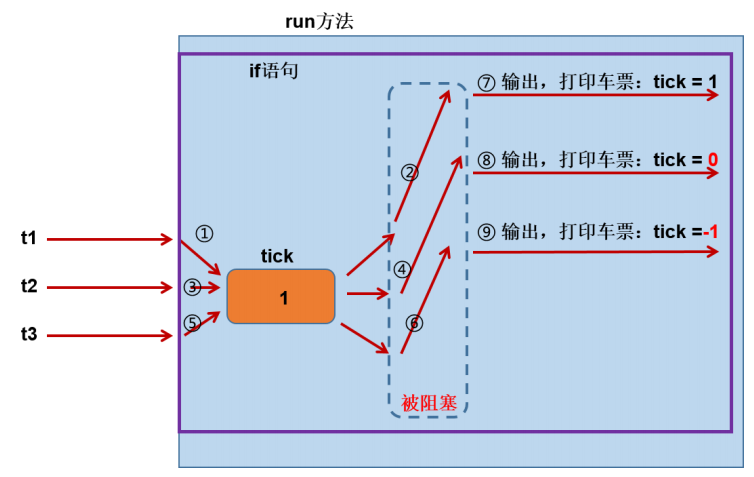 run方法
if语句
⑦ 输出，打印车票：tick = 1
②
⑧ 输出，打印车票：tick = 0
t1
①
⑨ 输出，打印车票：tick =-1
tick
④
t2
③
1
t3
⑤
⑥
被阻塞